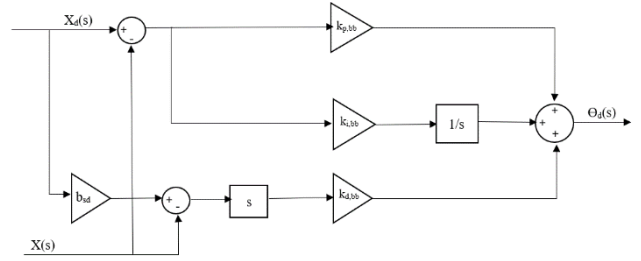 X_d(s)
+
-
k_p,bb
k_i,bb
1/s
+
+
+
Θ_d(s)
b_sd
+
-
s
k_d,bb
X(s)